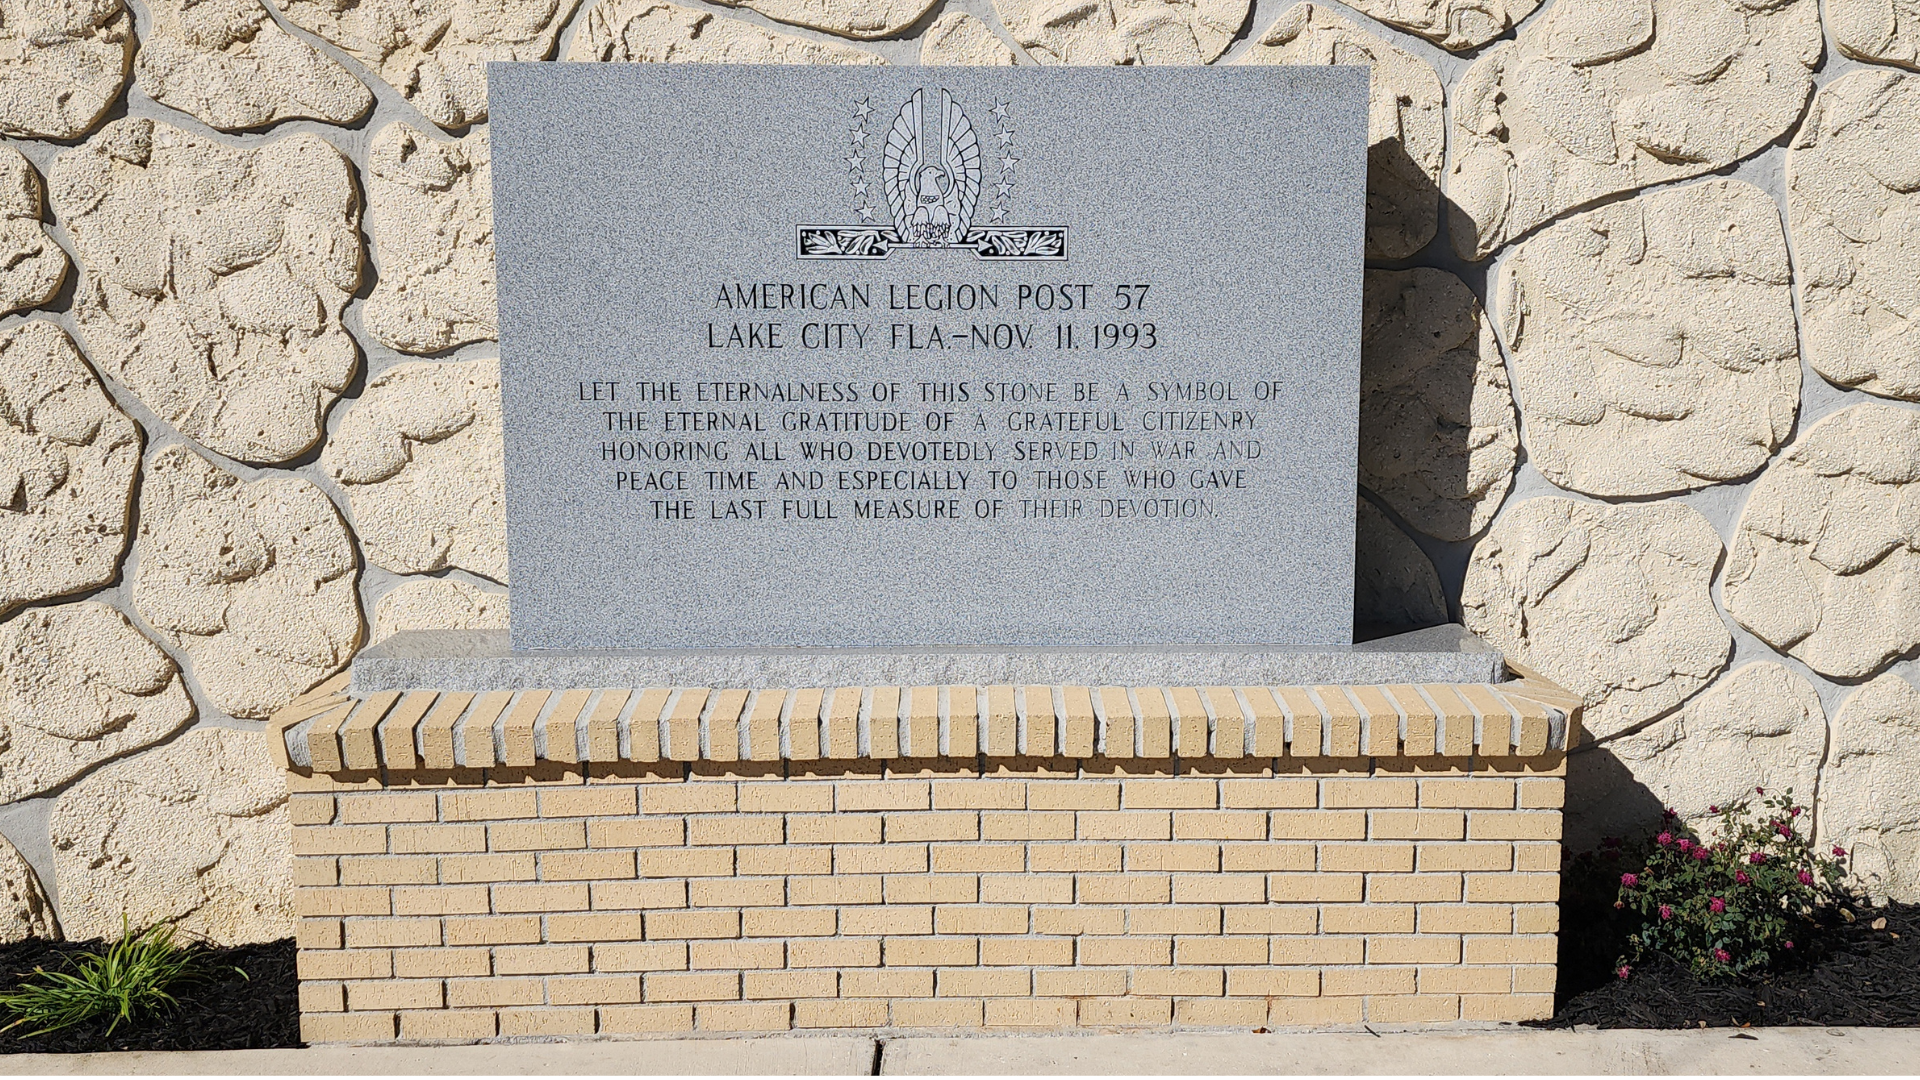 AMERICAN LEGION POST 57
LAKE CITY FLA.-NOV. 11, 1993
LET THE ETERNALNESS OF THIS STONE BE A SYMBOL OF
THE ETERNAL GRATITUDE OF A GRATEFUL CITIZENRY
HONORING ALL WHO DEVOTEDLY SERVED IN WAR AND
PEACE TIME AND ESPECIALLY TO THOSE WHO GAVE
THE LAST FULL MEASURE OF THEIR DEVOTION.